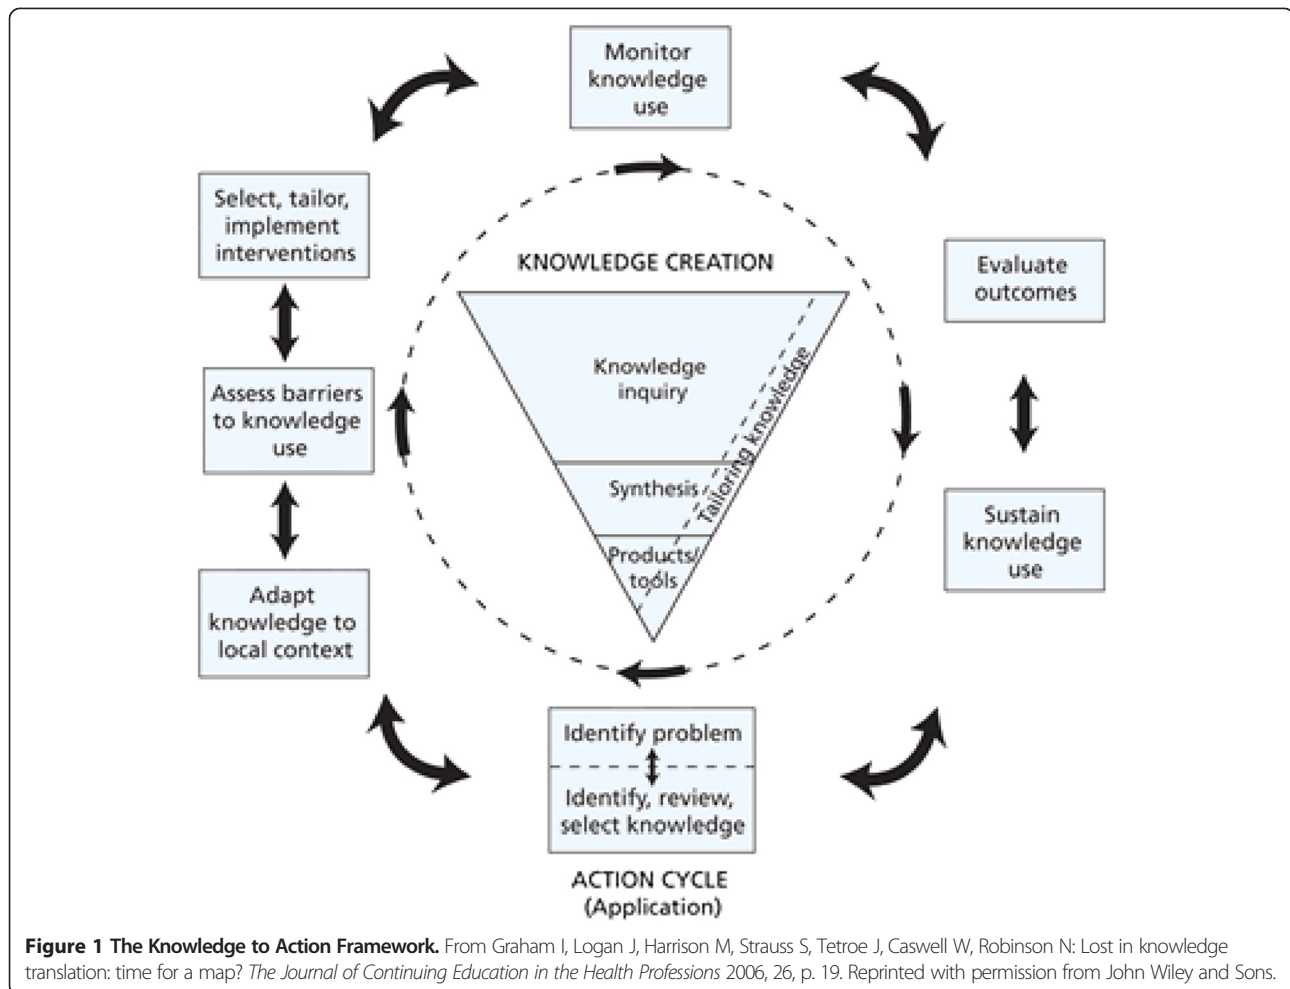 Monitor
knowledge
use
Select, tailor,
implement
interventions
Evaluate
outcomes
KNOWLEDGE CREATION
Knowledge
inquiry
Tailoring knowledge
Assess barriers
to knowledge
use
Synthesis
Sustain
knowledge
use
Products/
tools
Adapt
knowledge to
local context
Identify problem
Identify, review,
select knowledge
ACTION CYCLE
(Application)
Figure 1 The Knowledge to Action Framework. From Graham I, Logan J, Harrison M, Strauss S, Tetroe J, Caswell W, Robinson N: Lost in knowledge
translation: time for a map? The Journal of Continuing Education in the Health Professions 2006, 26, p. 19. Reprinted with permission from John Wiley and Sons.